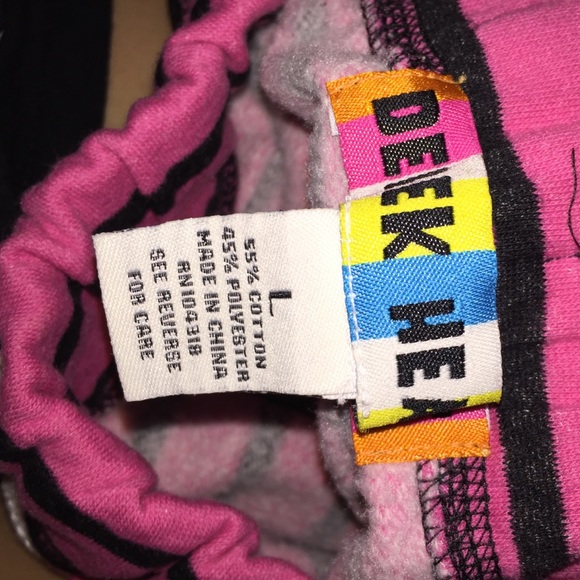 DEEK HEA
L
55% COTTON
45% POLYESTER
MADE IN CHINA
RN104318
SEE REVERSE
FOR CARE